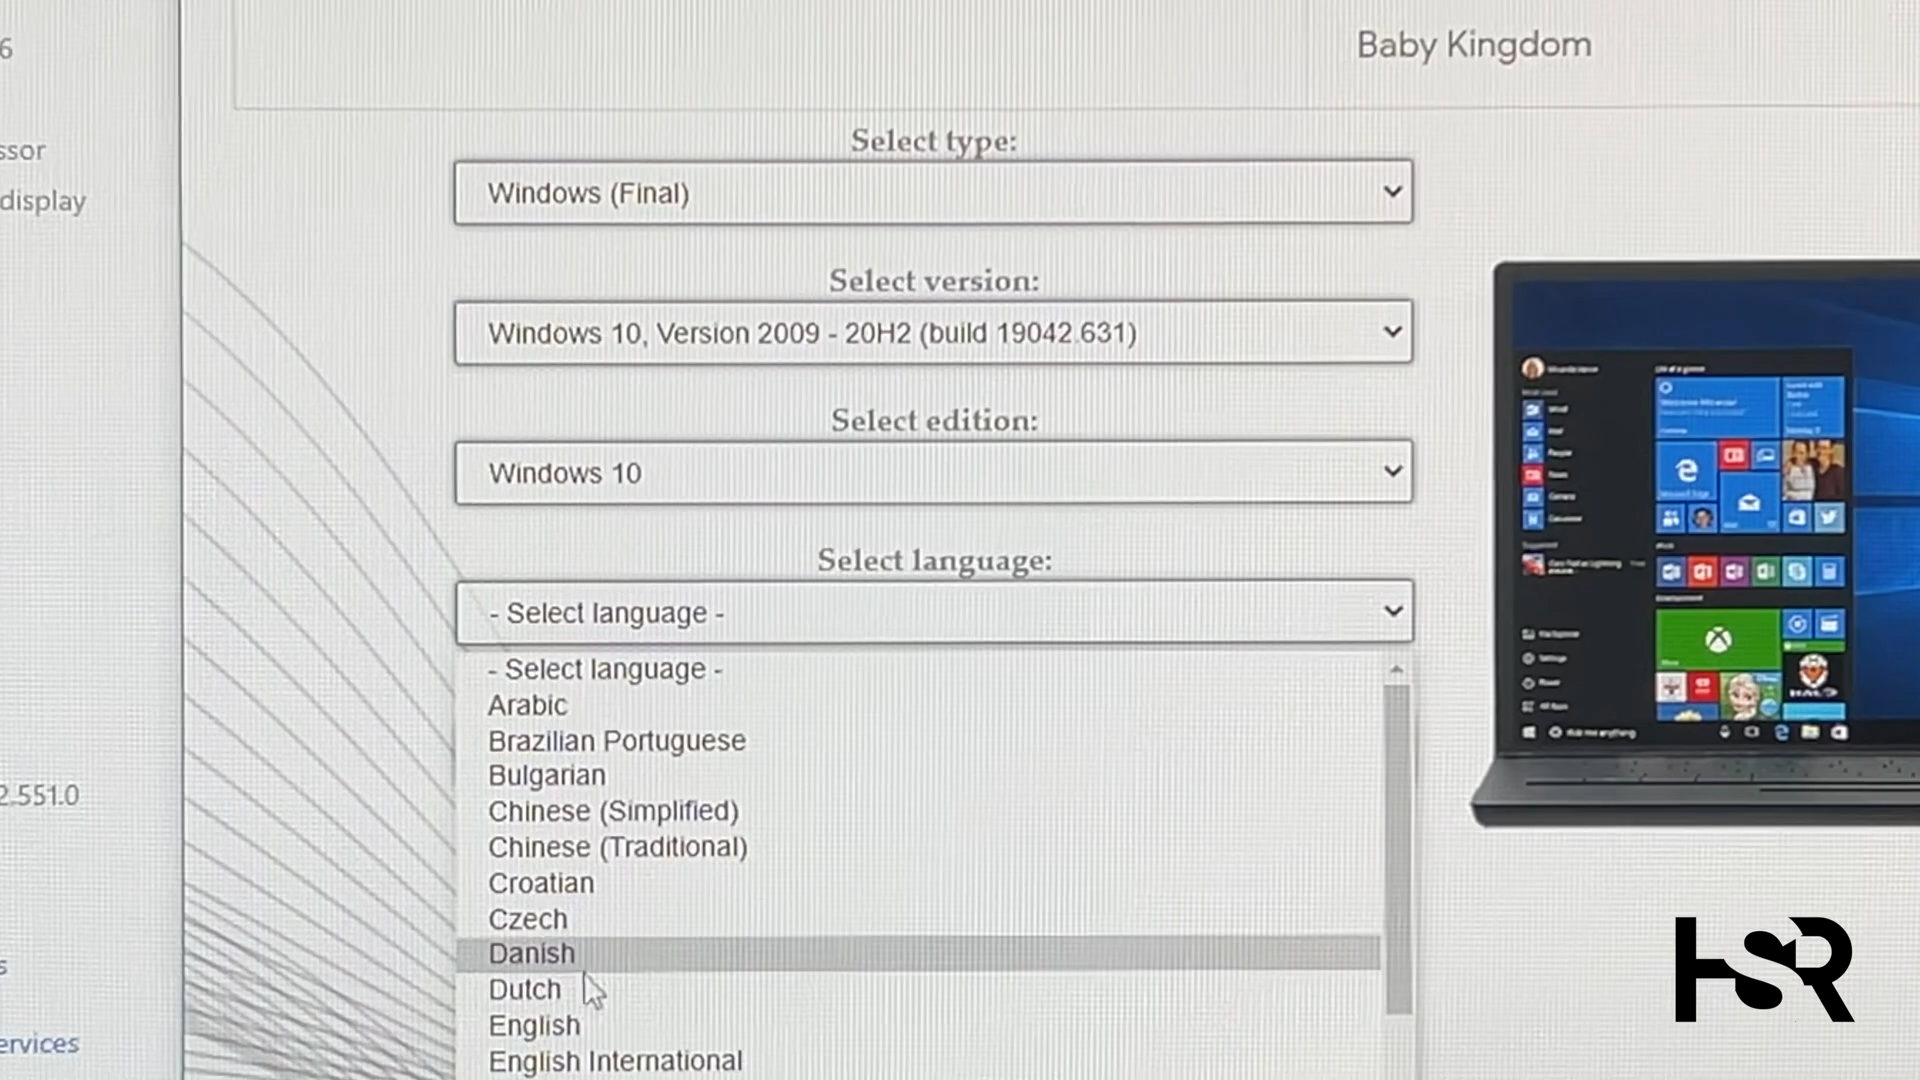 6
Baby Kingdom
ssor
display
Select type:
Windows (Final)
Select version:
Windows 10, Version 2009 - 20H2 (build 19042.631)
Select edition:
Windows 10
Select language:
- Select language -
- Select language -
Arabic
Brazilian Portuguese
Bulgarian
Chinese (Simplified)
Chinese (Traditional)
Croatian
Czech
Danish
Dutch
English
English International
2.551.0
s
ervices
HSR